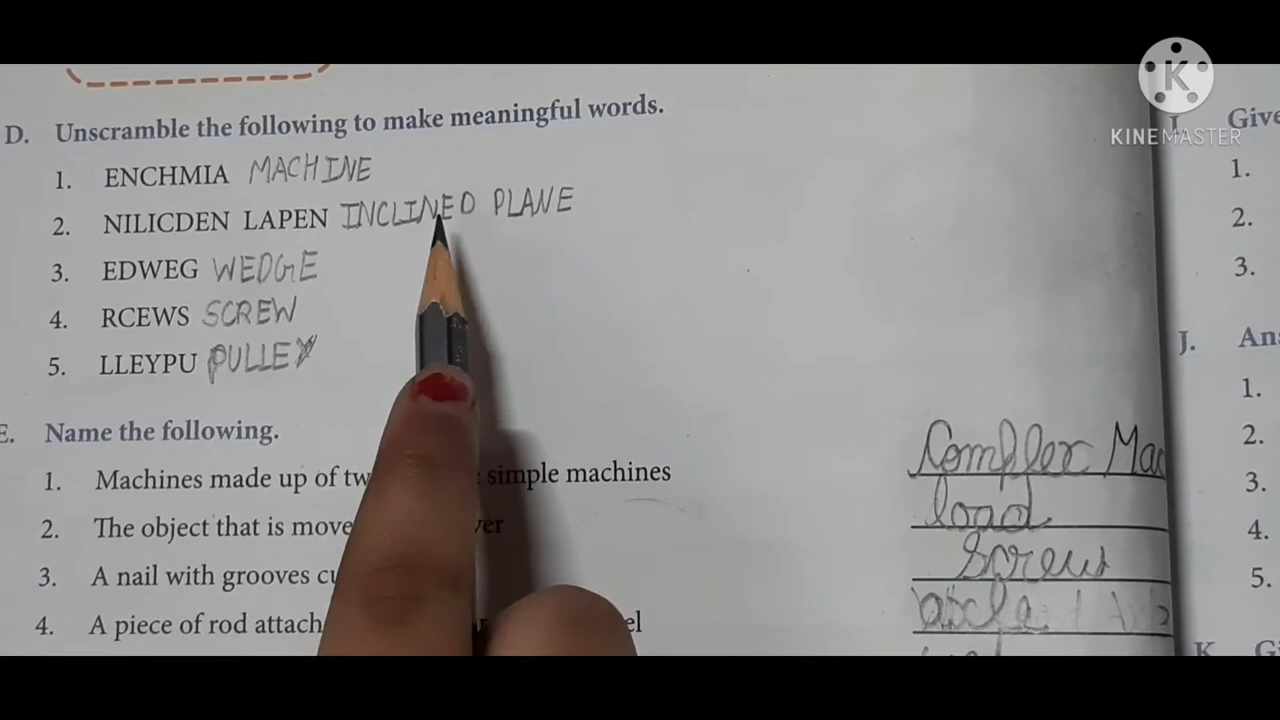 K
KINEMASTER
D. Unscramble the following to make meaningful words.
1. ENCHMIA MACHINE
2. NILICDEN LAPEN INCLINED PLANE
3. EDWEG WEDGE
4. RCEWS SCREW
5. LLEYPU PULLEY
E. Name the following.
1. Machines made up of tw simple machines Complex Mac
2. The object that is move ver load
3. A nail with grooves cu Screw
4. A piece of rod attach el
Give
1.
2.
3.
J. Ans
1.
2.
3.
4.
5.
K. Gi